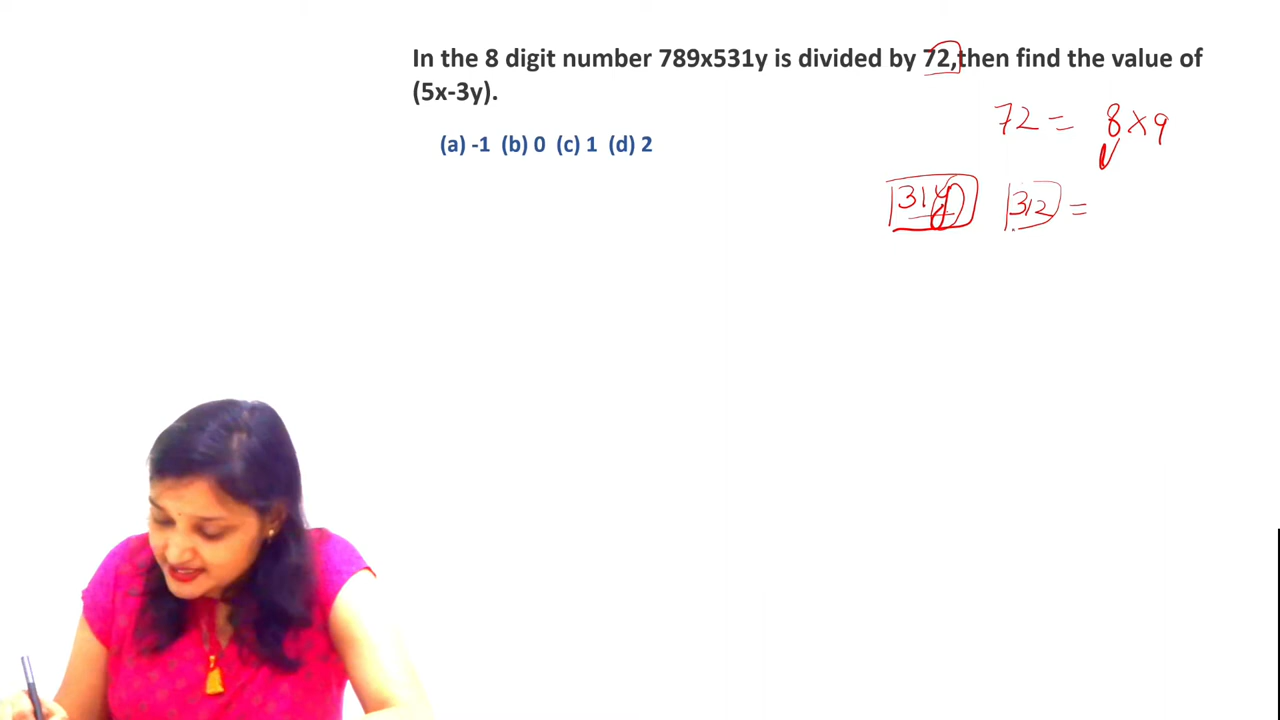 In the 8 digit number 789x531y is divided by 72,then find the value of
(5x-3y).
(a) -1 (b) 0 (c) 1 (d) 2
72 = 8 × 9
31y 312 =